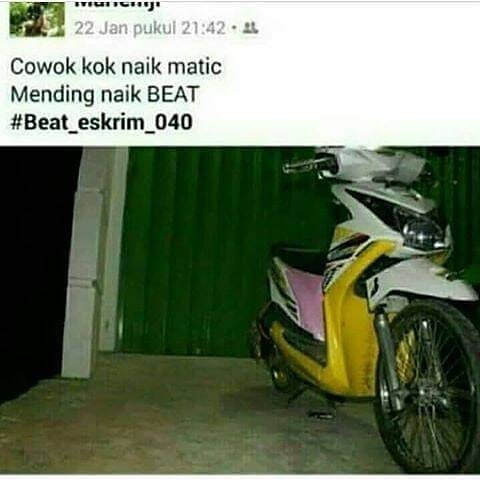 22 Jan pukul 21:42 •
Cowok kok naik matic
Mending naik BEAT
#Beat_eskrim_040